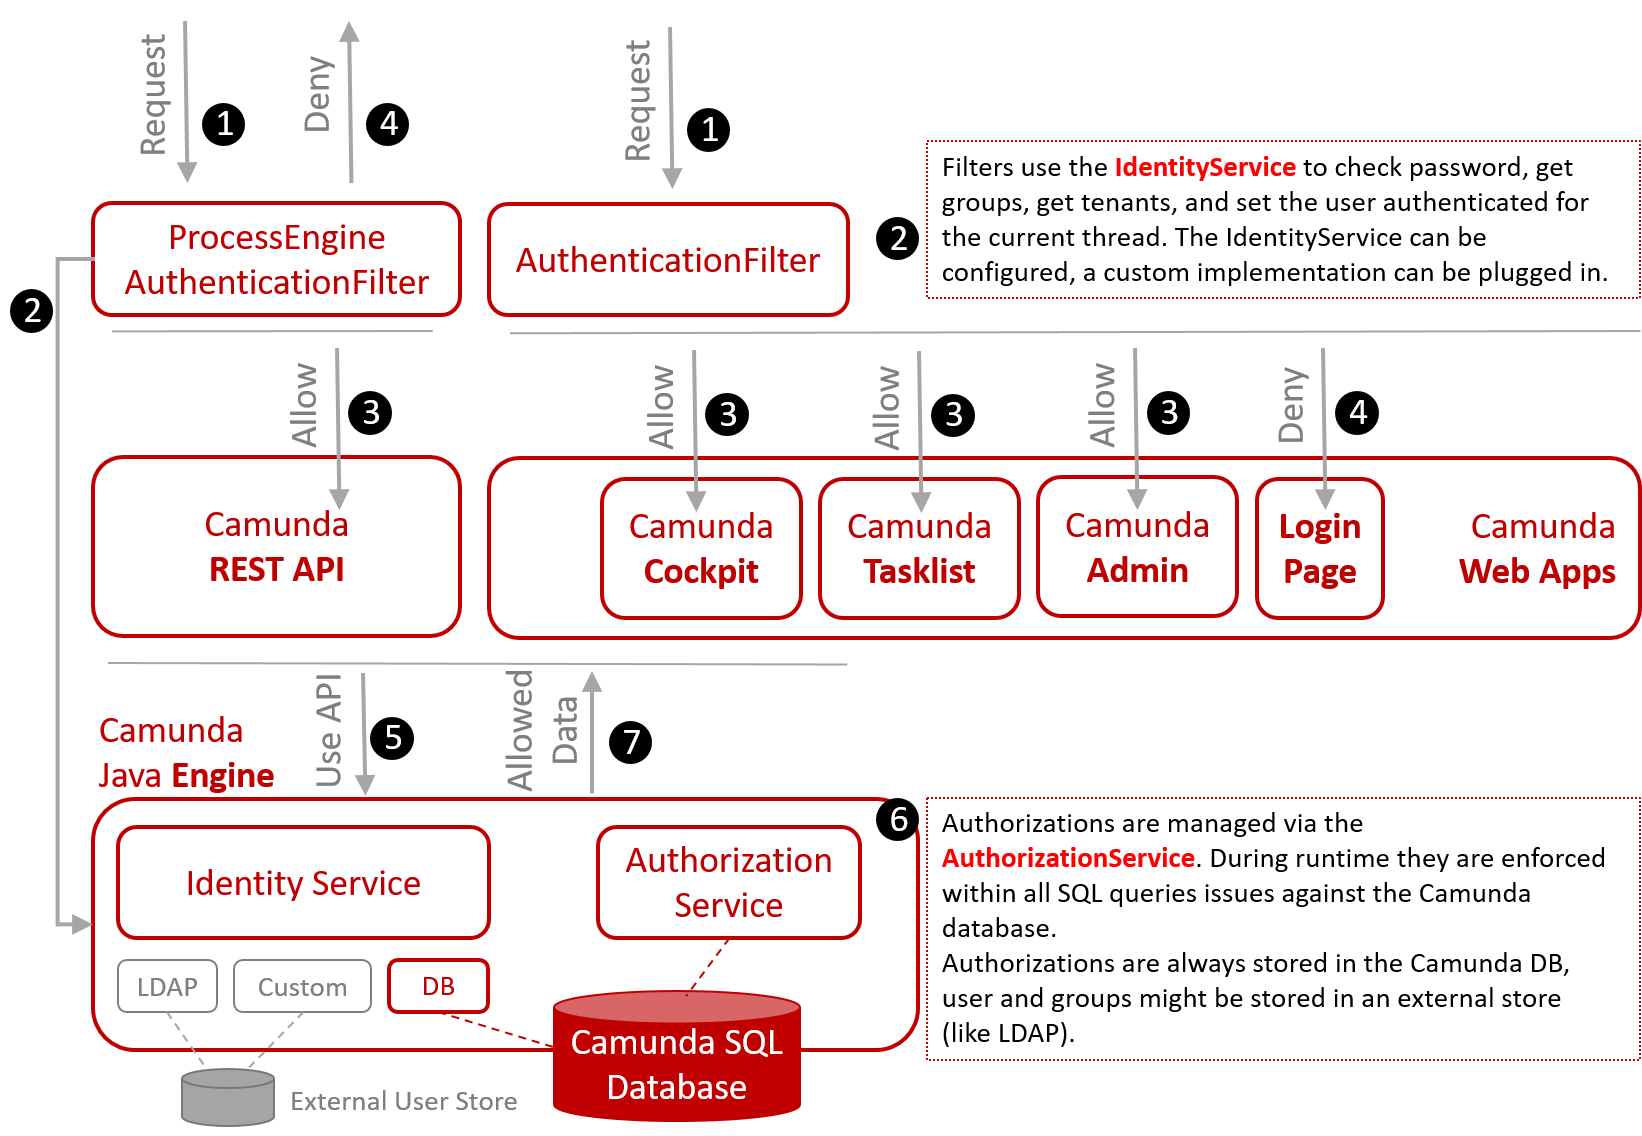 Request
1
Deny
4
Request
1
ProcessEngine
AuthenticationFilter
AuthenticationFilter
2
Filters use the IdentityService to check password, get
groups, get tenants, and set the user authenticated for
the current thread. The IdentityService can be
configured, a custom implementation can be plugged in.
2
Allow
3
Allow
3
Allow
3
Allow
3
Deny
4
Camunda
REST API
Camunda
Cockpit
Camunda
Tasklist
Camunda
Admin
Login
Page
Camunda
Web Apps
Camunda
Java Engine
Use API
5
Allowed
Data
7
6
Authorizations are managed via the
AuthorizationService. During runtime they are enforced
within all SQL queries issues against the Camunda
database.
Authorizations are always stored in the Camunda DB,
user and groups might be stored in an external store
(like LDAP).
Identity Service
Authorization
Service
LDAP
Custom
DB
Camunda SQL
Database
External User Store